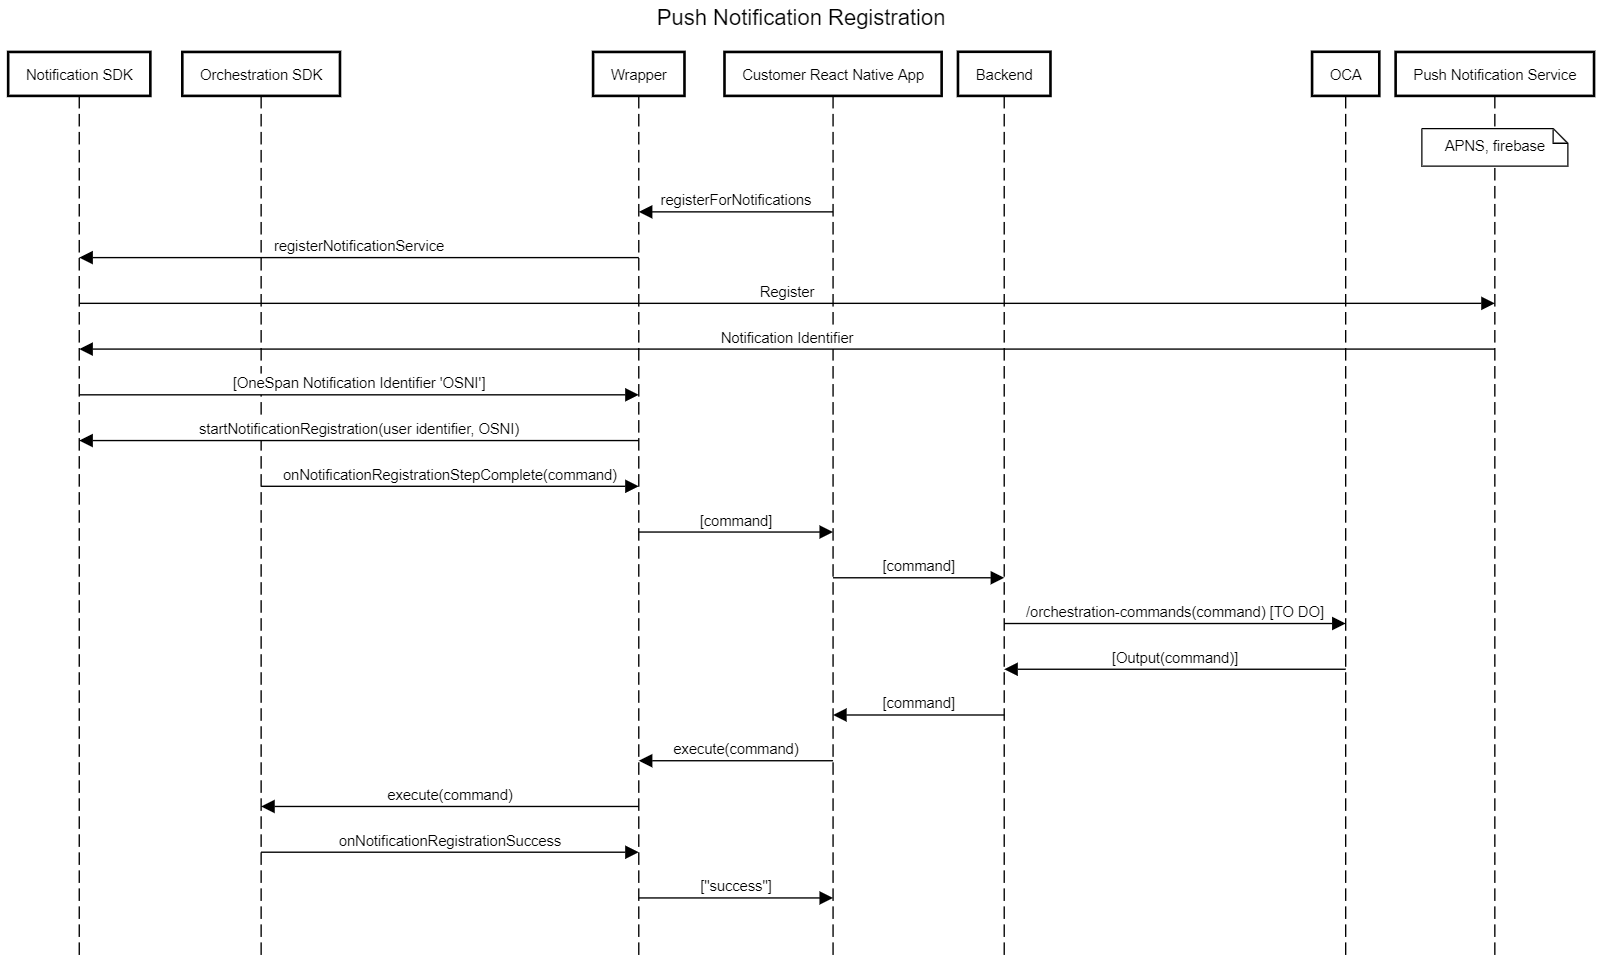 Push Notification Registration
Notification SDK
Orchestration SDK
Wrapper
Customer React Native App
Backend
OCA
Push Notification Service
APNS, firebase
registerForNotifications
registerNotificationService
Register
Notification Identifier
[OneSpan Notification Identifier 'OSNI']
startNotificationRegistration(user identifier, OSNI)
onNotificationRegistrationStepComplete(command)
[command]
[command]
/orchestration-commands(command) [TO DO]
[Output(command)]
[command]
execute(command)
execute(command)
onNotificationRegistrationSuccess
["success"]